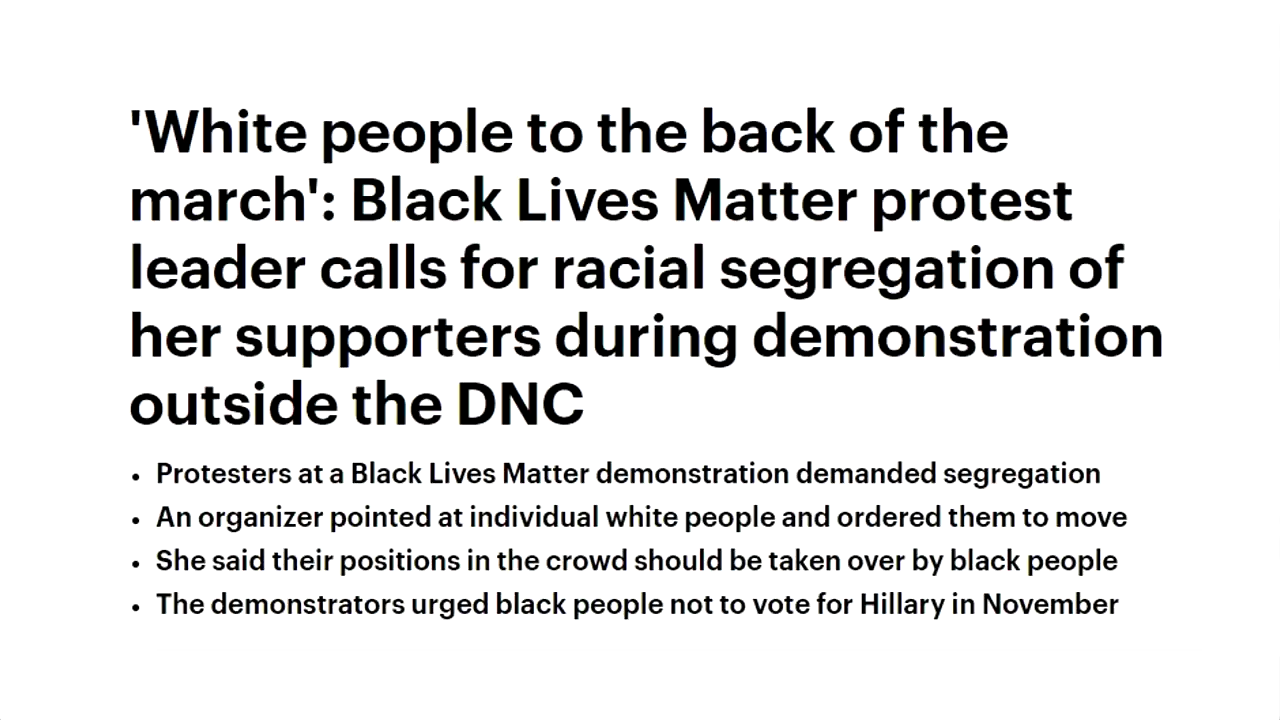 'White people to the back of the
march': Black Lives Matter protest
leader calls for racial segregation of
her supporters during demonstration
outside the DNC
• Protesters at a Black Lives Matter demonstration demanded segregation
• An organizer pointed at individual white people and ordered them to move
• She said their positions in the crowd should be taken over by black people
• The demonstrators urged black people not to vote for Hillary in November